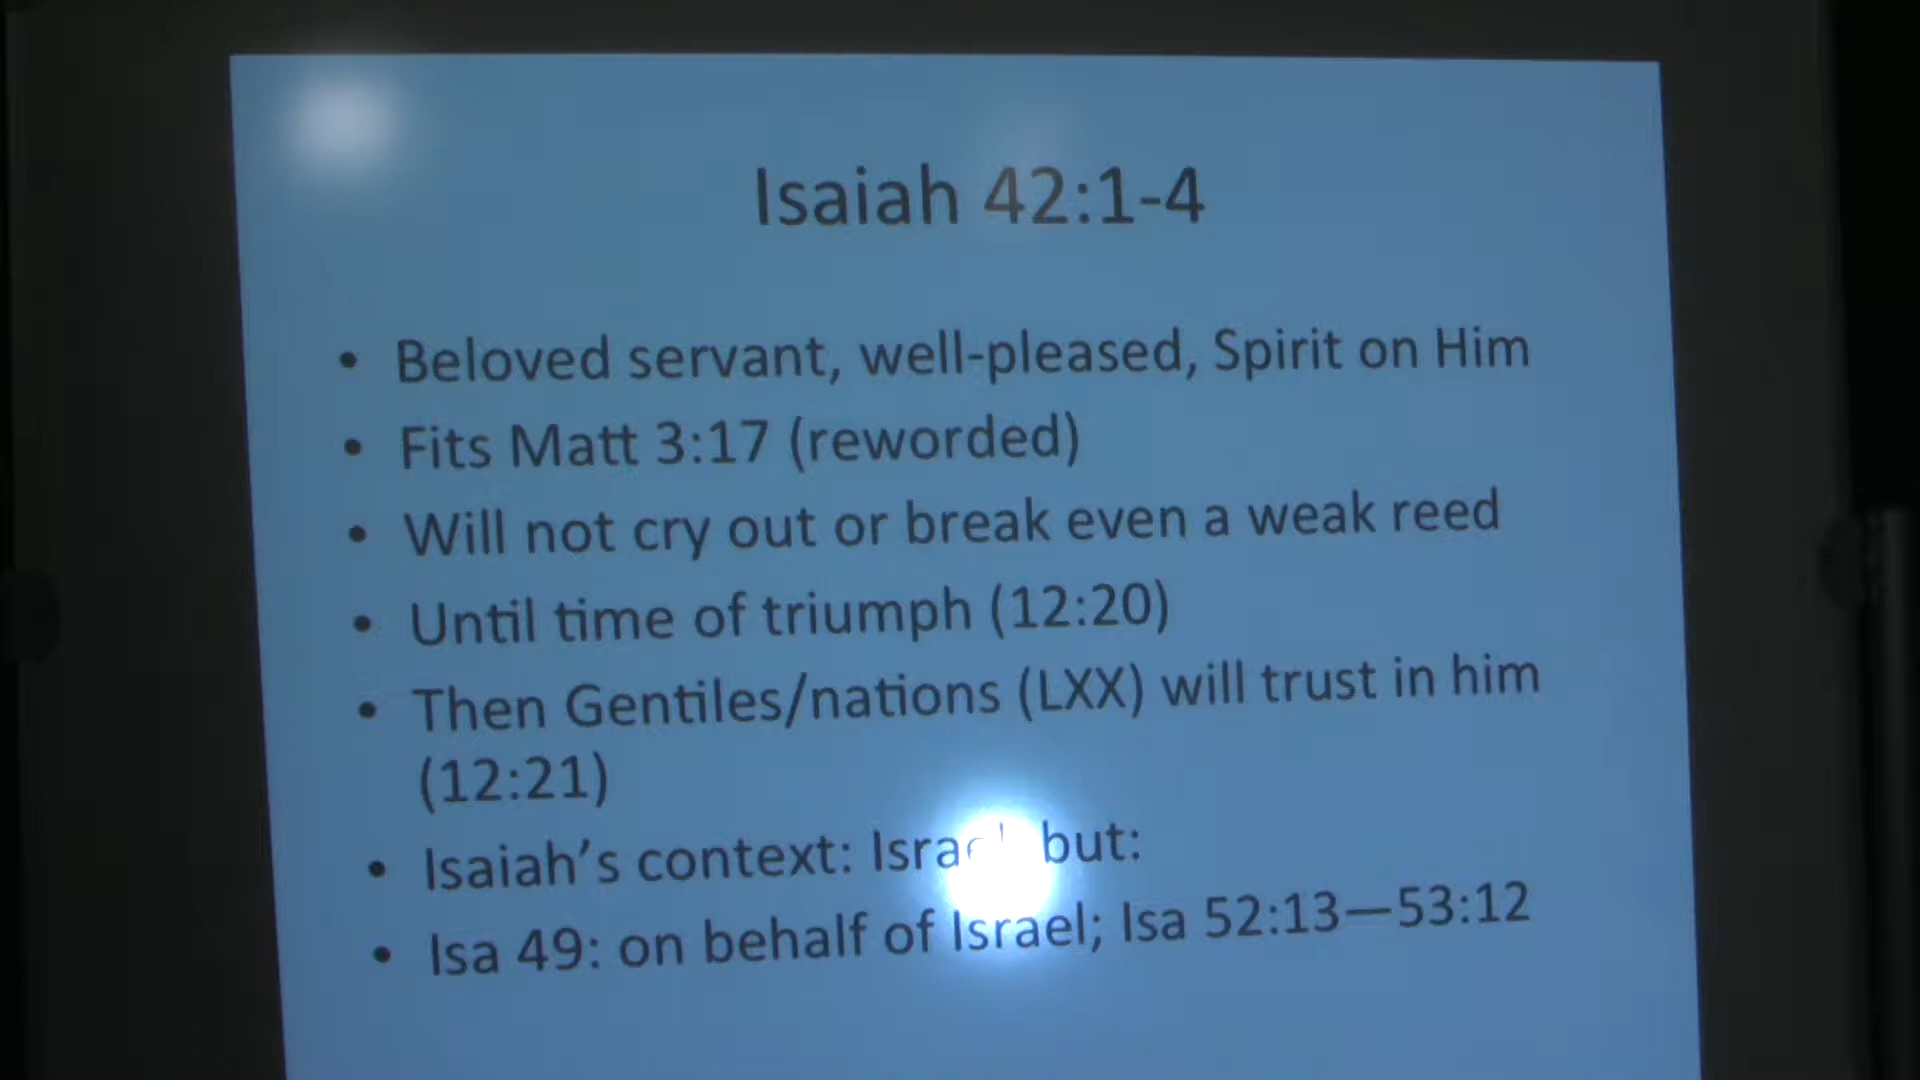 Isaiah 42:1-4
• Beloved servant, well-pleased, Spirit on Him
• Fits Matt 3:17 (reworded)
• Will not cry out or break even a weak reed
• Until time of triumph (12:20)
• Then Gentiles/nations (LXX) will trust in him
(12:21)
• Isaiah’s context: but:
• Isa 49: on behalf of Israel; Isa 52:13—53:12